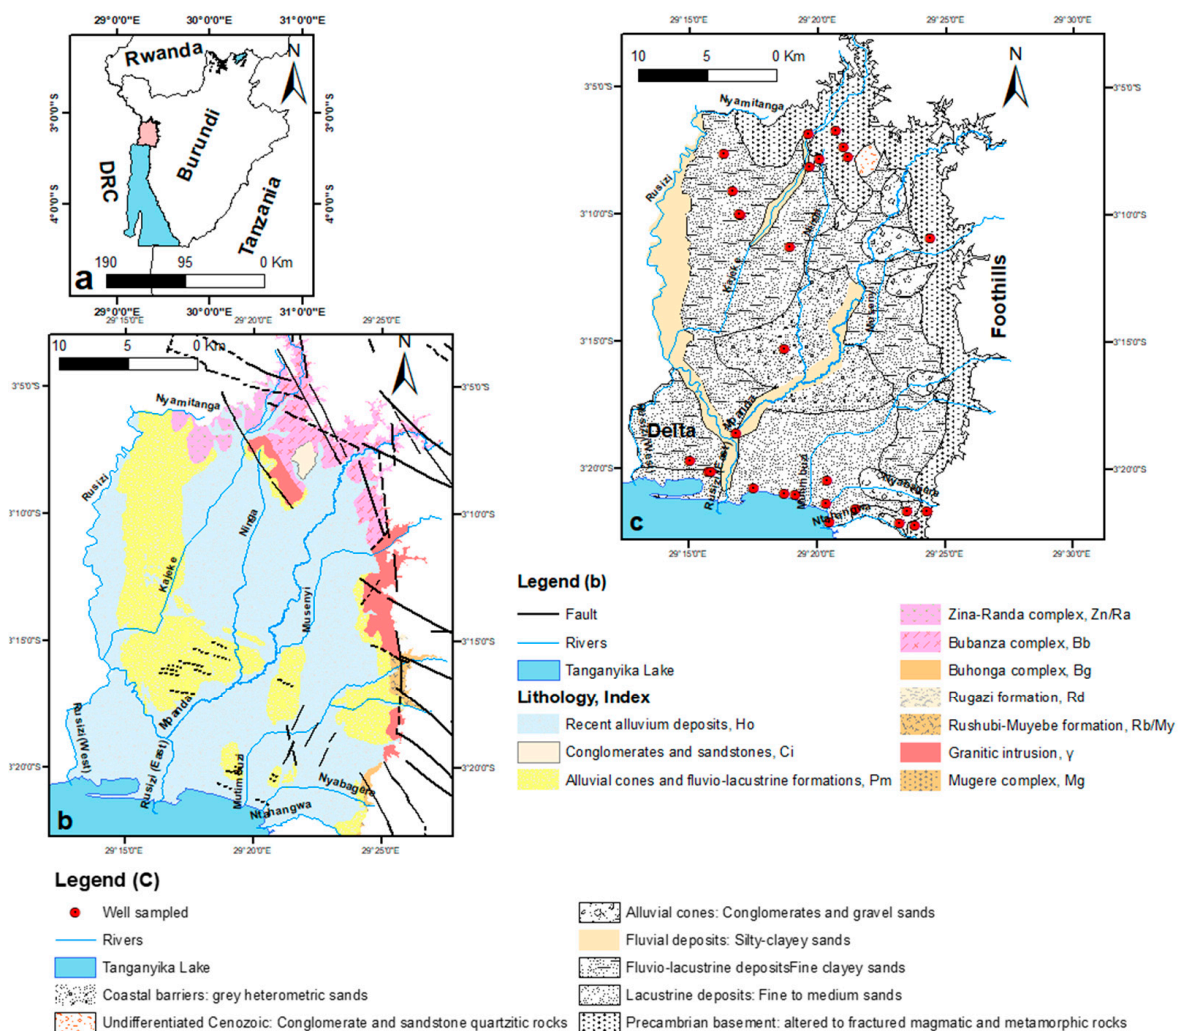 29°0'0"E 30°0'0"E 31°0'0"E
Rwanda
N
3°0'0"S
3°0'0"S
Burundi
DRC
4°0'0"S
4°0'0"S
Tanzania
190 95 0 Km
a
29°0'0"E 30°0'0"E 31°0'0"E
29°15'0"E 29°20'0"E 29°25'0"E
10 5 0 Km
N
3°5'0"S
3°5'0"S
Nyamitanga
Rusizi
3°10'0"S
3°10'0"S
Ninga
Kajeke
Musenyi
3°15'0"S
3°15'0"S
Mpanda
Rusizi(West)
Rusizi (East)
Mutimbuzi
3°20'0"S
3°20'0"S
Nyabagera
Ntahangwa
b
29°15'0"E 29°20'0"E 29°25'0"E
29°15'0"E 29°20'0"E 29°25'0"E 29°30'0"E
10 5 0 Km
N
3°5'0"S
3°5'0"S
Nyamitanga
Rusizi
3°10'0"S
3°10'0"S
Kajeke
Musenyi
Foothills
3°15'0"S
3°15'0"S
Mpanda
Delta
Rusizi (East)
3°20'0"S
3°20'0"S
Nyabagera
Ntahangwa
c
29°15'0"E 29°20'0"E 29°25'0"E 29°30'0"E
Legend (b)
Fault
Rivers
Tanganyika Lake
Lithology, Index
Recent alluvium deposits, Ho
Conglomerates and sandstones, Ci
Alluvial cones and fluvio-lacustrine formations, Pm
Zina-Randa complex, Zn/Ra
Bubanza complex, Bb
Buhonga complex, Bg
Rugazi formation, Rd
Rushubi-Muyebe formation, Rb/My
Granitic intrusion, γ
Mugere complex, Mg
Legend (C)
Well sampled
Rivers
Tanganyika Lake
Coastal barriers: grey heterometric sands
Undifferentiated Cenozoic: Conglomerate and sandstone quartzitic rocks
Alluvial cones: Conglomerates and gravel sands
Fluvial deposits: Silty-clayey sands
Fluvio-lacustrine depositsFine clayey sands
Lacustrine deposits: Fine to medium sands
Precambrian basement: altered to fractured magmatic and metamorphic rocks